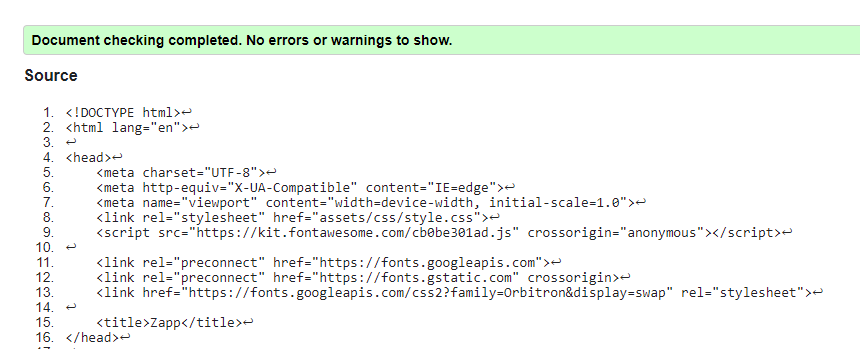 Document checking completed. No errors or warnings to show.
Source
1. <!DOCTYPE html>↩
2. <html lang="en">↩
3. ↩
4. <head>↩
5.     <meta charset="UTF-8">↩
6.     <meta http-equiv="X-UA-Compatible" content="IE=edge">↩
7.     <meta name="viewport" content="width=device-width, initial-scale=1.0">↩
8.     <link rel="stylesheet" href="assets/css/style.css">↩
9.     <script src="https://kit.fontawesome.com/cb0be301ad.js" crossorigin="anonymous"></script>↩
10. ↩
11.     <link rel="preconnect" href="https://fonts.googleapis.com">↩
12.     <link rel="preconnect" href="https://fonts.gstatic.com" crossorigin>↩
13.     <link href="https://fonts.googleapis.com/css2?family=Orbitron&display=swap" rel="stylesheet">↩
14. ↩
15.     <title>Zapp</title>↩
16. </head>↩